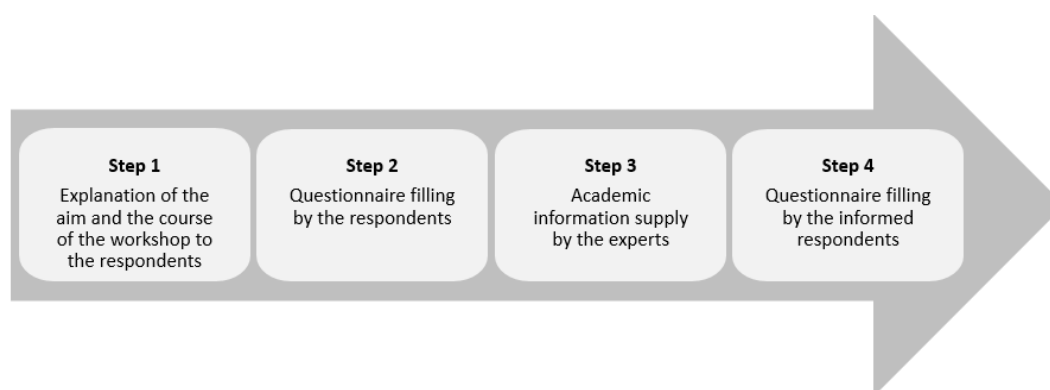 Step 1
Explanation of the
aim and the course
of the workshop to
the respondents
Step 2
Questionnaire filling
by the respondents
Step 3
Academic
information supply
by the experts
Step 4
Questionnaire filling
by the informed
respondents